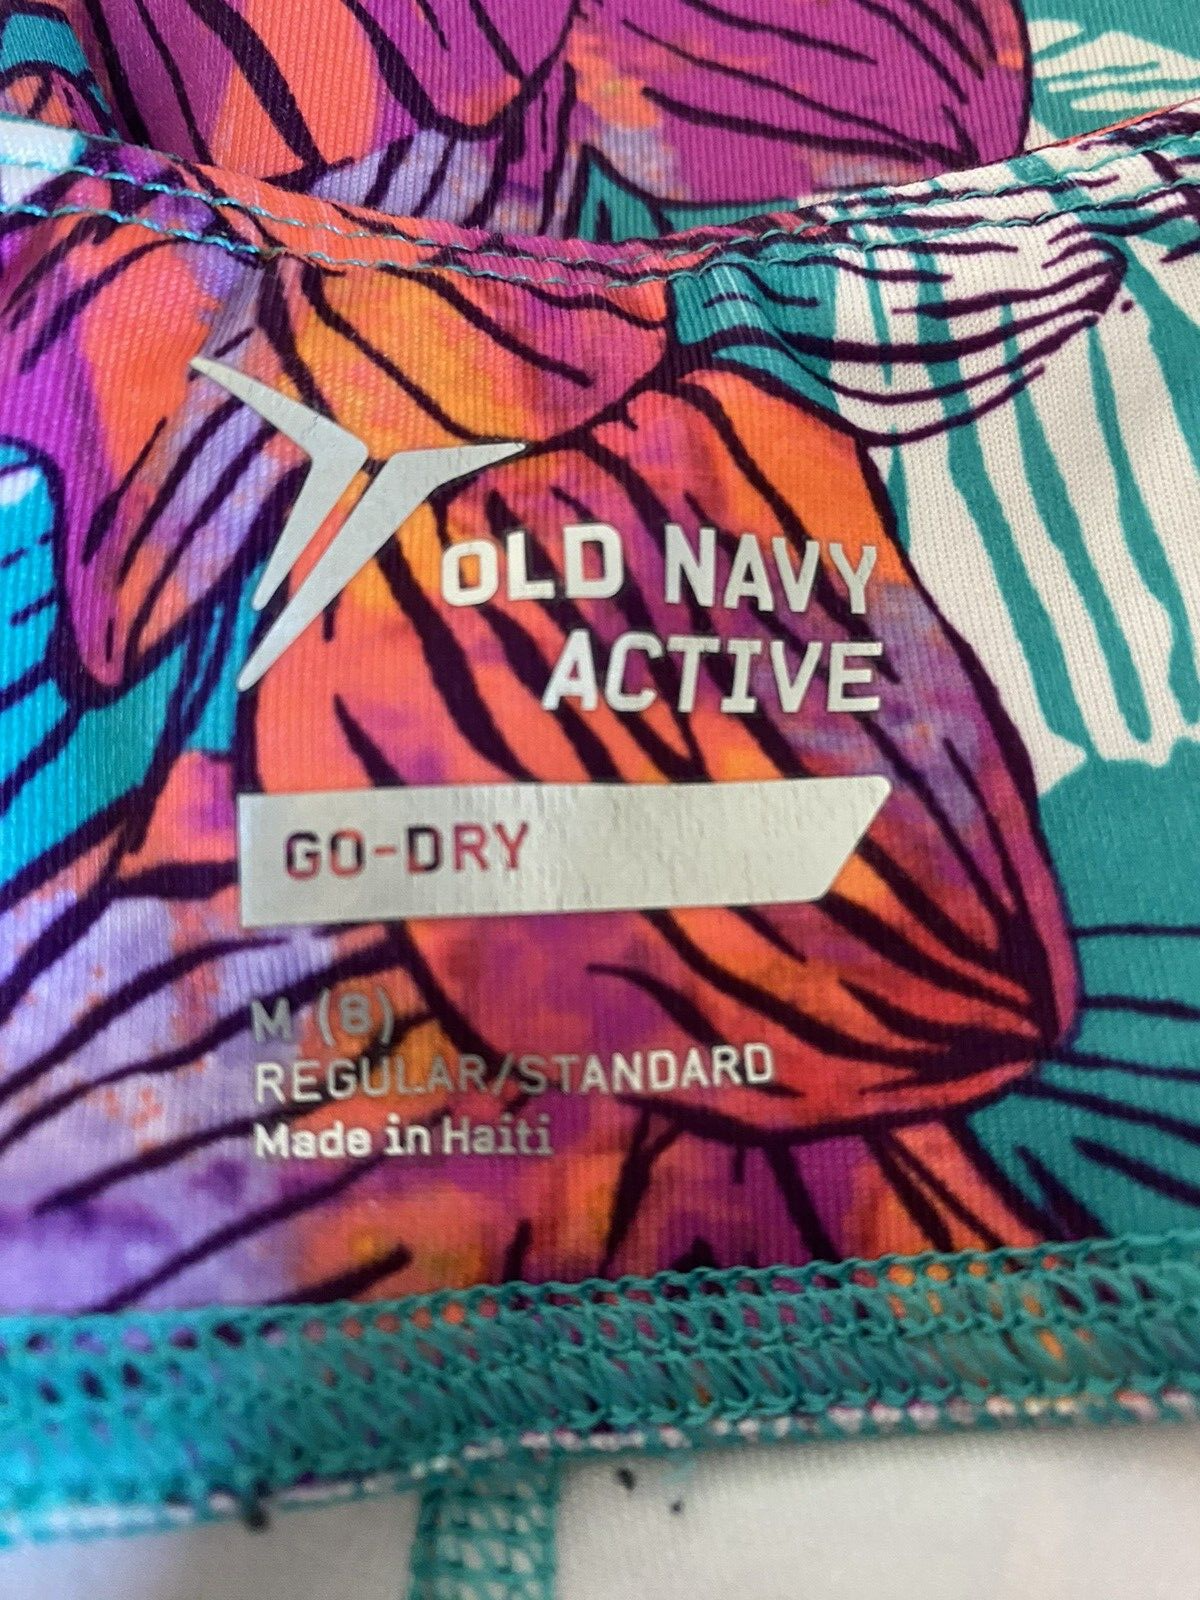 OLD NAVY
ACTIVE
GO-DRY
M (8)
REGULAR/STANDARD
Made in Haiti